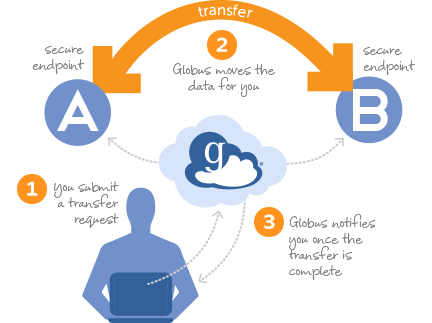 transfer
secure
endpoint
2
secure
endpoint
Globus moves the
data for you
A
B
g
1
you submit
a transfer
request
3
Globus notifies
you once the
transfer is
complete